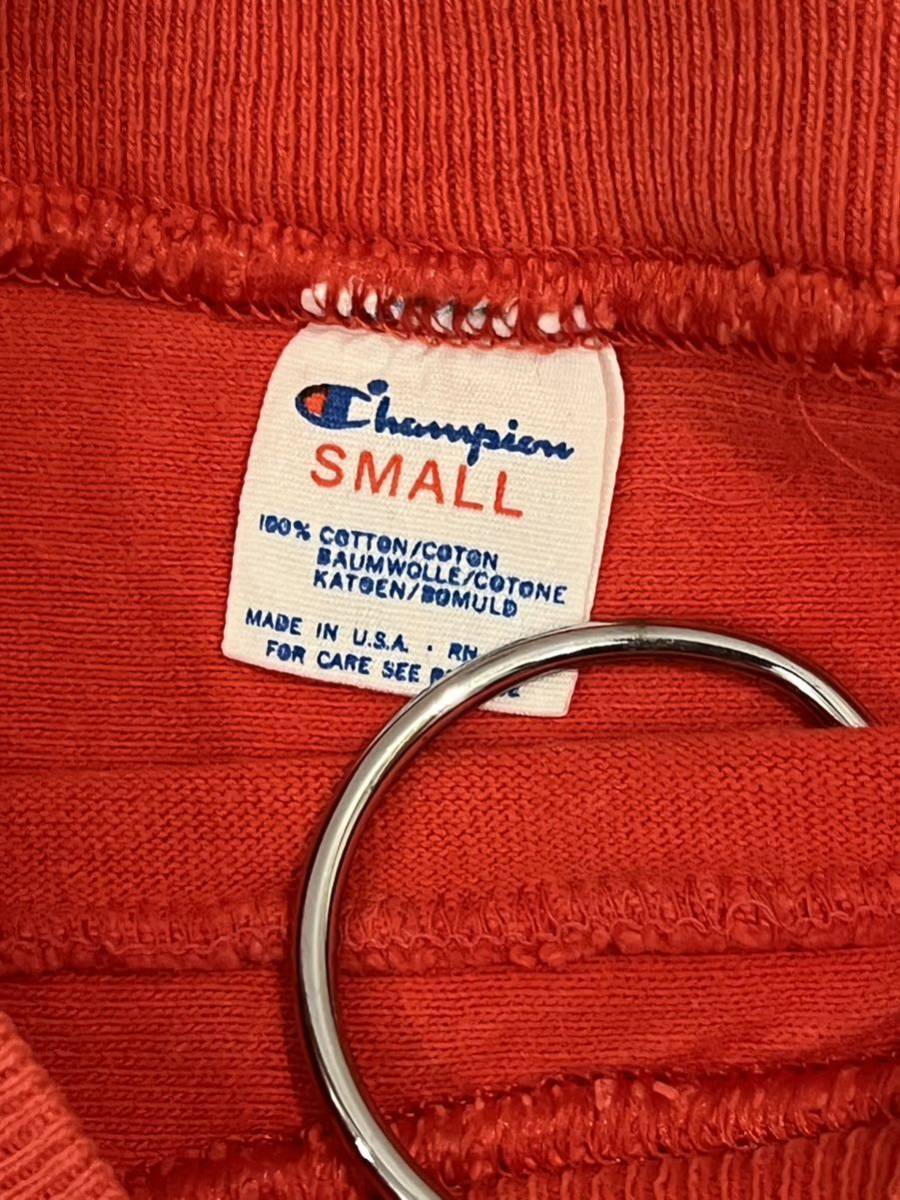 Champion
SMALL
100% COTTON/COTON
BAUMWOLLE/COTONE
KATOEN/BOMULD
MADE IN U.S.A. · RN
FOR CARE SEE